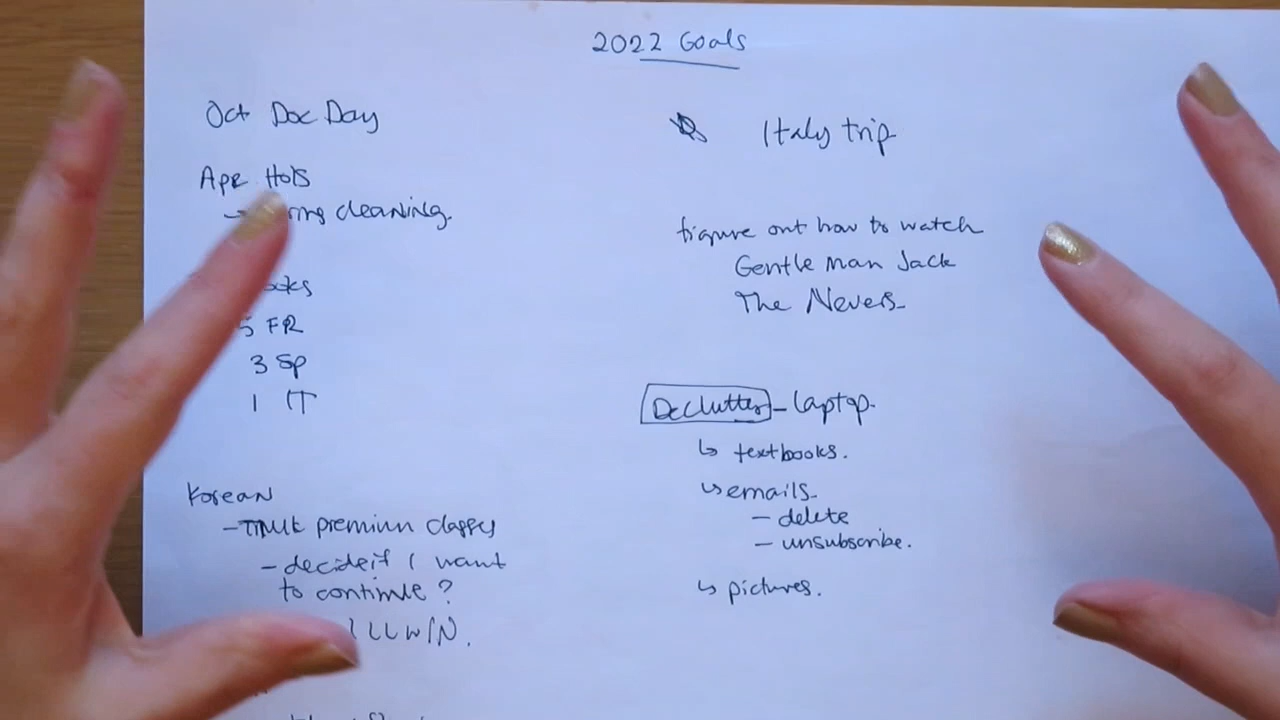 2022 Goals
Oct Doc Day
Apr Hols
cleaning.
FR
3 Sp
1 IT
Korean
- TTMIK premium classes
- decide if I want
to continue?
Italy trip
figure out how to watch
Gentle man Jack
The Nevers
Declutter - laptop.
↳ textbooks.
↳ emails.
- delete
- unsubscribe.
↳ pictures.